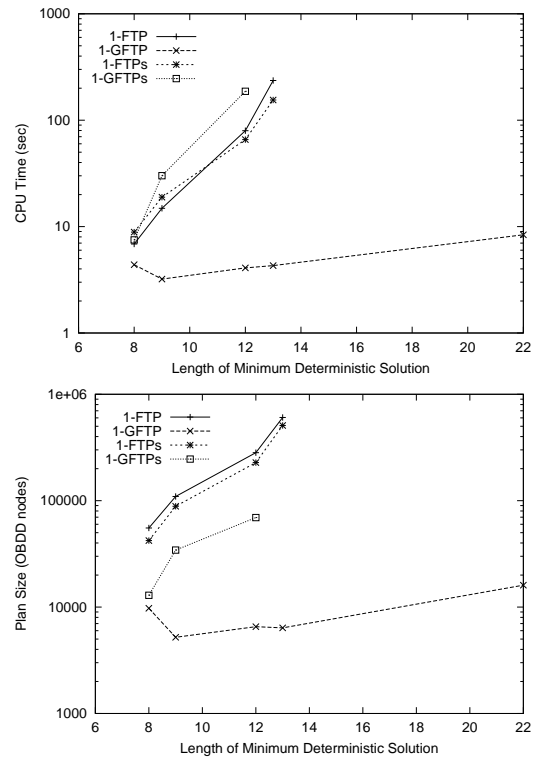 1000
100
10
1
CPU Time (sec)
1-FTP
1-GFTP
1-FTPs
1-GFTPs
6 8 10 12 14 16 18 20 22
Length of Minimum Deterministic Solution
1e+06
100000
10000
1000
Plan Size (OBDD nodes)
1-FTP
1-GFTP
1-FTPs
1-GFTPs
6 8 10 12 14 16 18 20 22
Length of Minimum Deterministic Solution